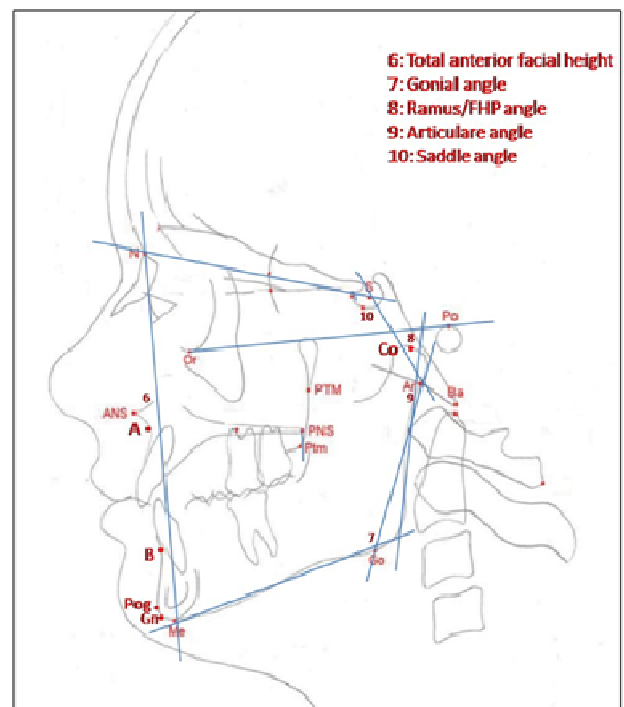 6: Total anterior facial height
7: Gonial angle
8: Ramus/FHP angle
9: Articulare angle
10: Saddle angle
N
S
10
Po
8
Co
Or
Ar
Ba
9
PTM
6
ANS
A
PNS
Ptm
7
B
Go
Pog
Gn
Me